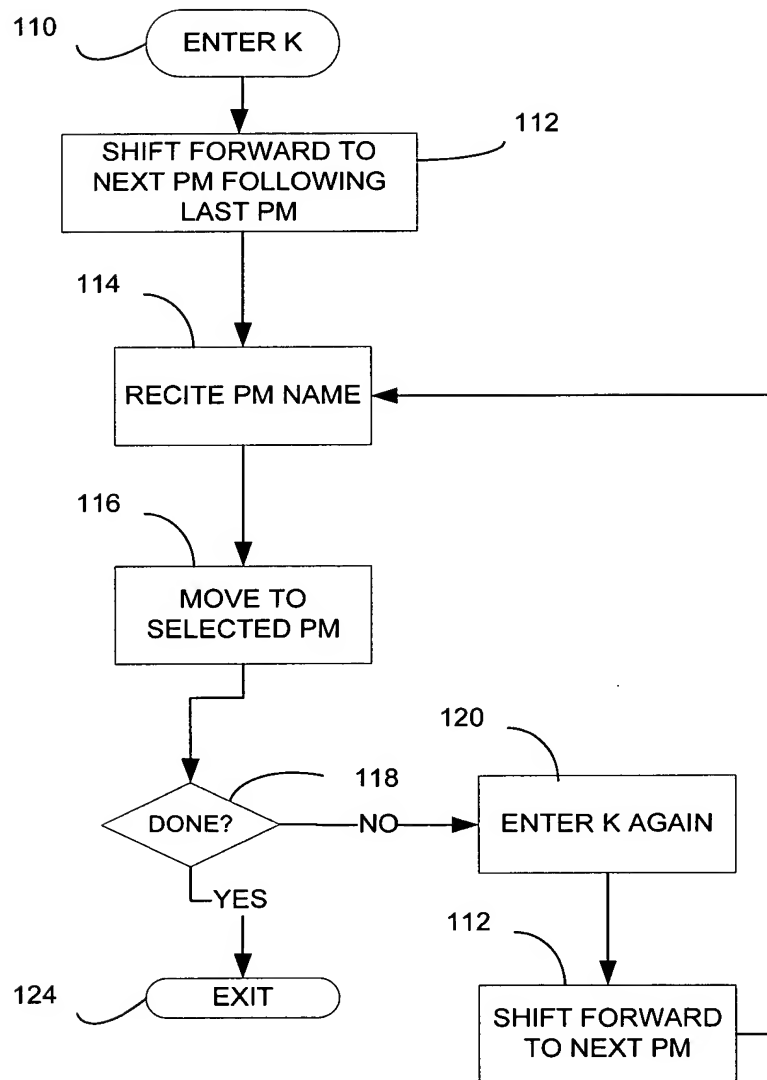 110
ENTER K
112
SHIFT FORWARD TO
NEXT PM FOLLOWING
LAST PM
114
RECITE PM NAME
116
MOVE TO
SELECTED PM
118
DONE?
NO
120
ENTER K AGAIN
YES
112
SHIFT FORWARD
TO NEXT PM
124
EXIT